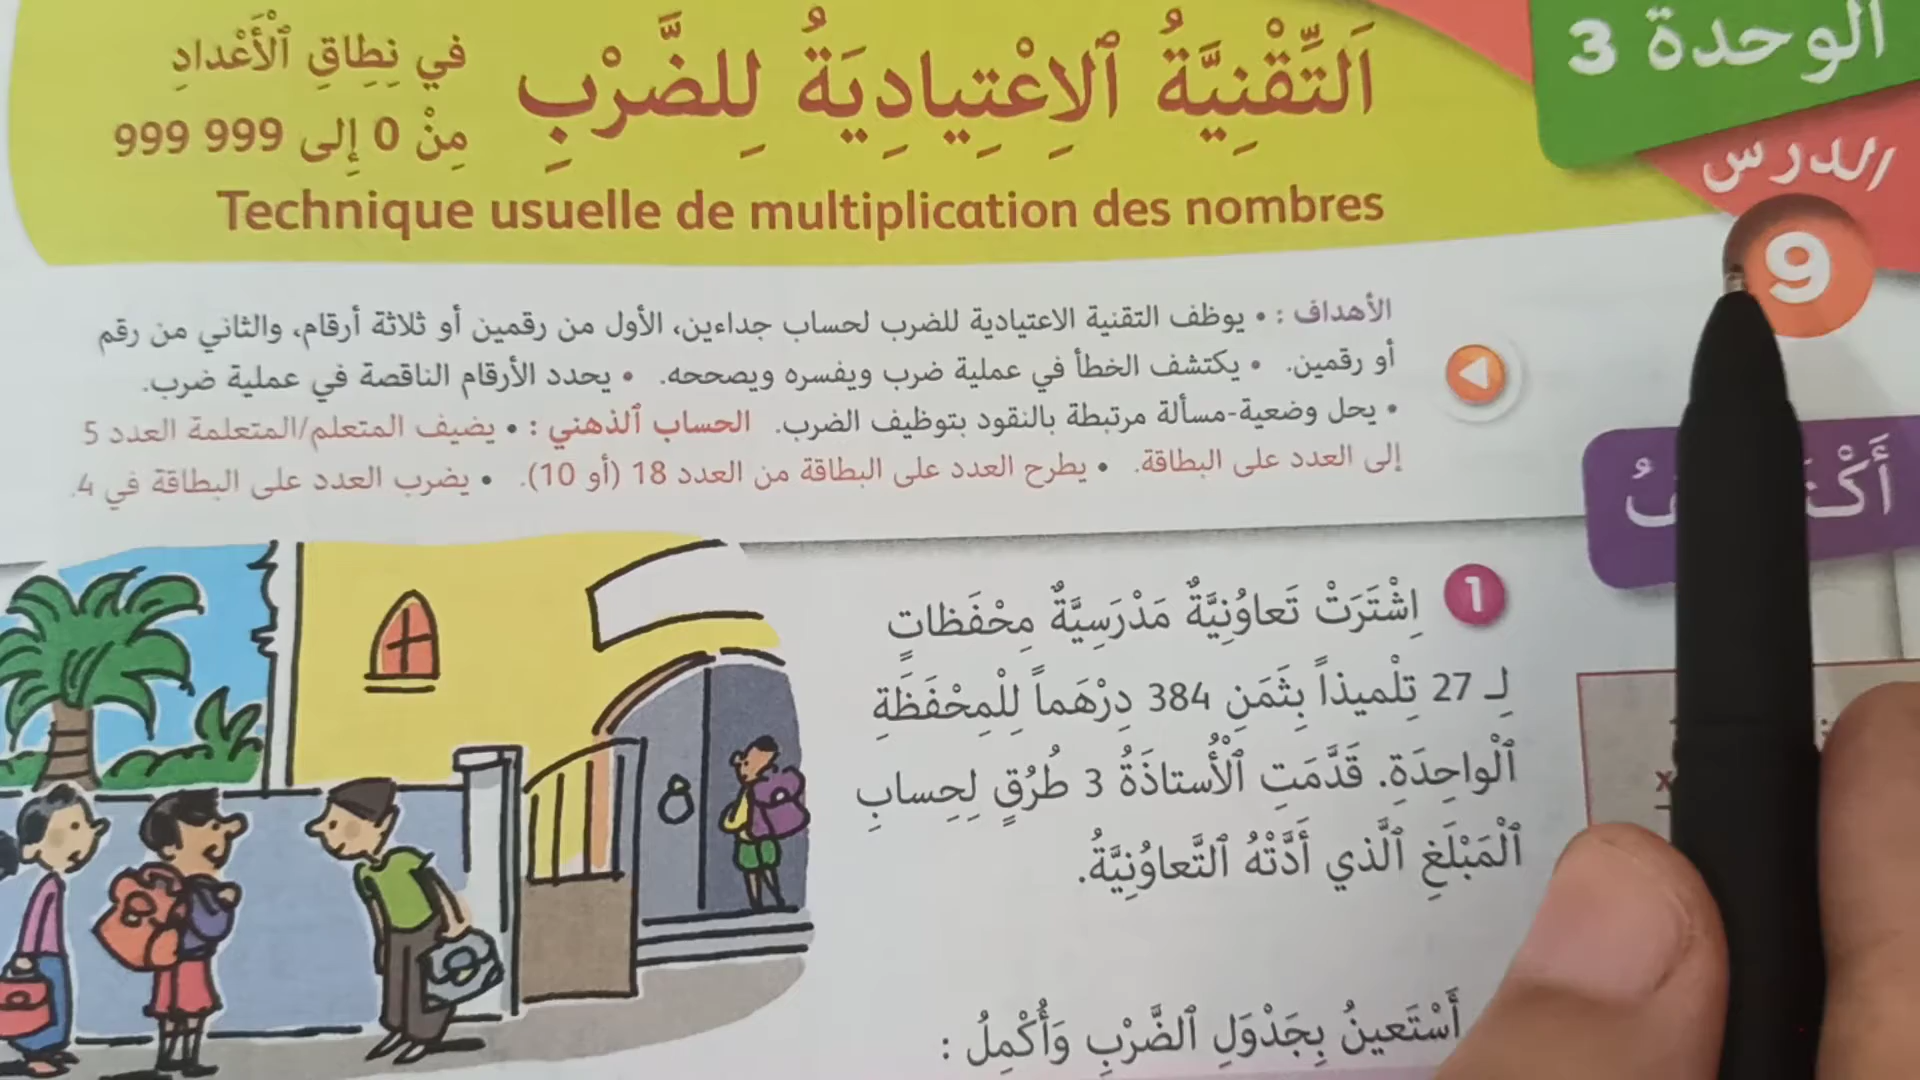 الوحدة 3
الدرس
9
اَلتِّقْنِيَّةُ ٱلِاعْتِيادِيَةُ لِلضَّرْبِ
في نِطِاقِ ٱلْأَعْدادِ
مِنْ 0 إِلى 999 999
Technique usuelle de multiplication des nombres
الأهداف : • يوظف التقنية الاعتيادية للضرب لحساب جداءين، الأول من رقمين أو ثلاثة أرقام، والثاني من رقم
أو رقمين. • يكتشف الخطأ في عملية ضرب ويفسره ويصححه. • يحدد الأرقام الناقصة في عملية ضرب.
• يحل وضعية-مسألة مرتبطة بالنقود بتوظيف الضرب. الحساب ٱلذهني : • يضيف المتعلم/المتعلمة العدد 5
إلى العدد على البطاقة. • يطرح العدد على البطاقة من العدد 18 (أو 10). • يضرب العدد على البطاقة في 4.
1 اِشْتَرَتْ تَعاوُنِيَّةٌ مَدْرَسِيَّةٌ مِحْفَظاتٍ
لِـ 27 تِلْميذاً بِثَمَنِ 384 دِرْهَماً لِلْمِحْفَظَةِ
ٱلْواحِدَةِ. قَدَّمَتِ ٱلْأُستاذَةُ 3 طُرُقٍ لِحِسابِ
ٱلْمَبْلَغِ ٱلَّذي أَدَّتْهُ ٱلتَّعاوُنِيَّةُ.
أَسْتَعينُ بِجَدْوَلِ ٱلضَّرْبِ وَأُكْمِلُ :
x